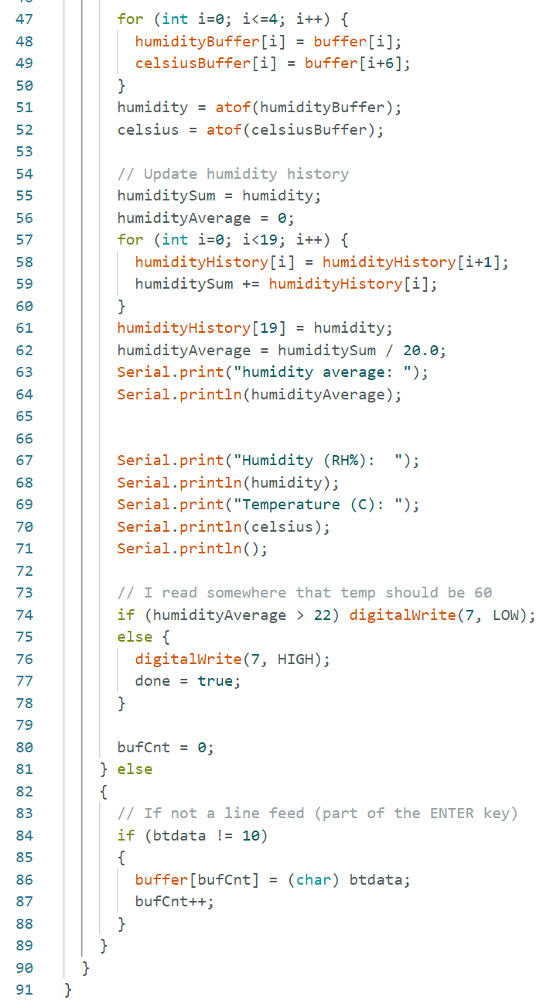 47 for (int i=0; i<=4; i++) {
48 humidityBuffer[i] = buffer[i];
49 celsiusBuffer[i] = buffer[i+6];
50 }
51 humidity = atof(humidityBuffer);
52 celsius = atof(celsiusBuffer);
53
54 // Update humidity history
55 humiditySum = humidity;
56 humidityAverage = 0;
57 for (int i=0; i<19; i++) {
58 humidityHistory[i] = humidityHistory[i+1];
59 humiditySum += humidityHistory[i];
60 }
61 humidityHistory[19] = humidity;
62 humidityAverage = humiditySum / 20.0;
63 Serial.print("humidity average: ");
64 Serial.println(humidityAverage);
65
66
67 Serial.print("Humidity (RH%):  ");
68 Serial.println(humidity);
69 Serial.print("Temperature (C): ");
70 Serial.println(celsius);
71 Serial.println();
72
73 // I read somewhere that temp should be 60
74 if (humidityAverage > 22) digitalWrite(7, LOW);
75 else {
76 digitalWrite(7, HIGH);
77 done = true;
78 }
79
80 bufCnt = 0;
81 } else
82 {
83 // If not a line feed (part of the ENTER key)
84 if (btdata != 10)
85 {
86 buffer[bufCnt] = (char) btdata;
87 bufCnt++;
88 }
89 }
90 }
91 }